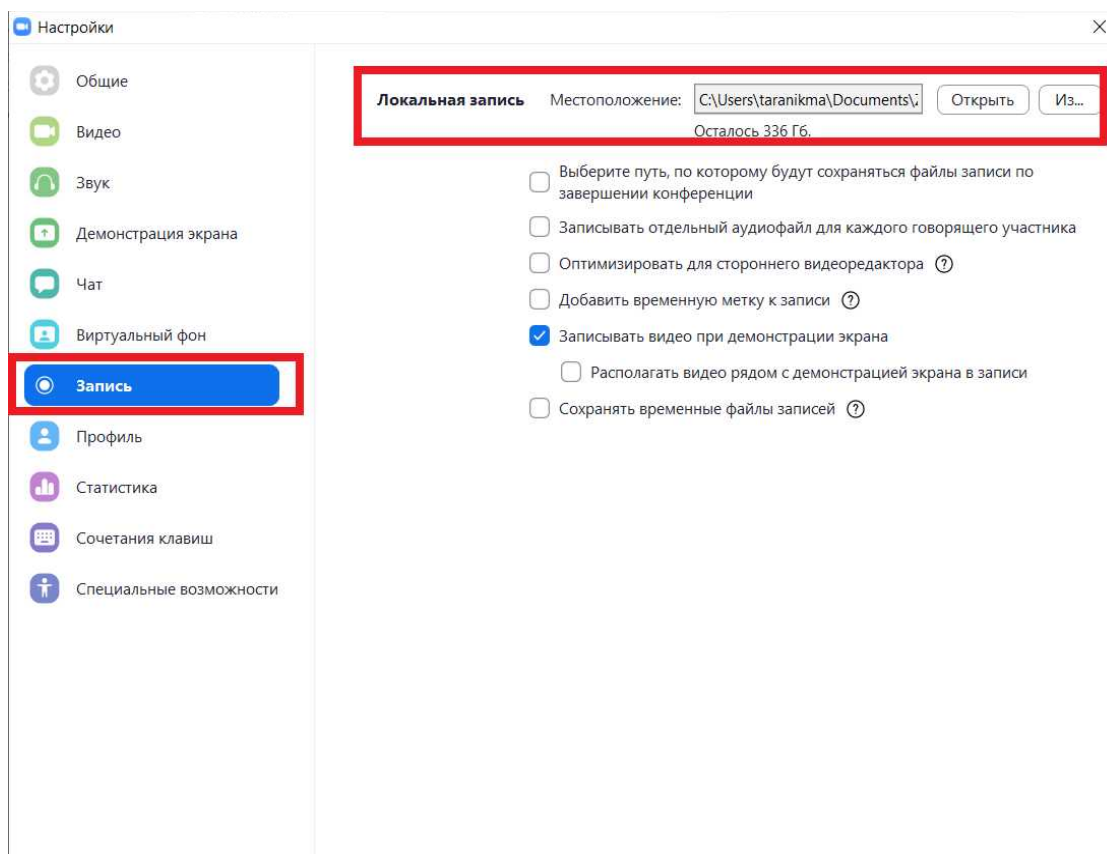 Настройки
Общие
Видео
Звук
Демонстрация экрана
Чат
Виртуальный фон
Запись
Профиль
Статистика
Сочетания клавиш
Специальные возможности
Локальная запись Местоположение: C:\Users\taranikma\Documents\ Открыть Из...
Осталось 336 Гб.
Выберите путь, по которому будут сохраняться файлы записи по
завершении конференции
Записывать отдельный аудиофайл для каждого говорящего участника
Оптимизировать для стороннего видеоредактора ?
Добавить временную метку к записи ?
Записывать видео при демонстрации экрана
Располагать видео рядом с демонстрацией экрана в записи
Сохранять временные файлы записей ?